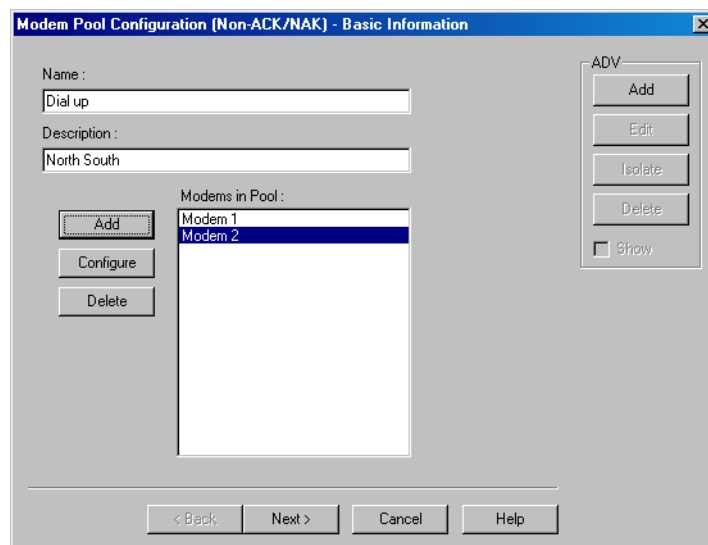 Modem Pool Configuration (Non-ACK/NAK) - Basic Information
Name :
Dial up
Description :
North South
Modems in Pool :
Modem 1
Modem 2
Add
Configure
Delete
ADV
Add
Edit
Isolate
Delete
Show
< Back
Next >
Cancel
Help